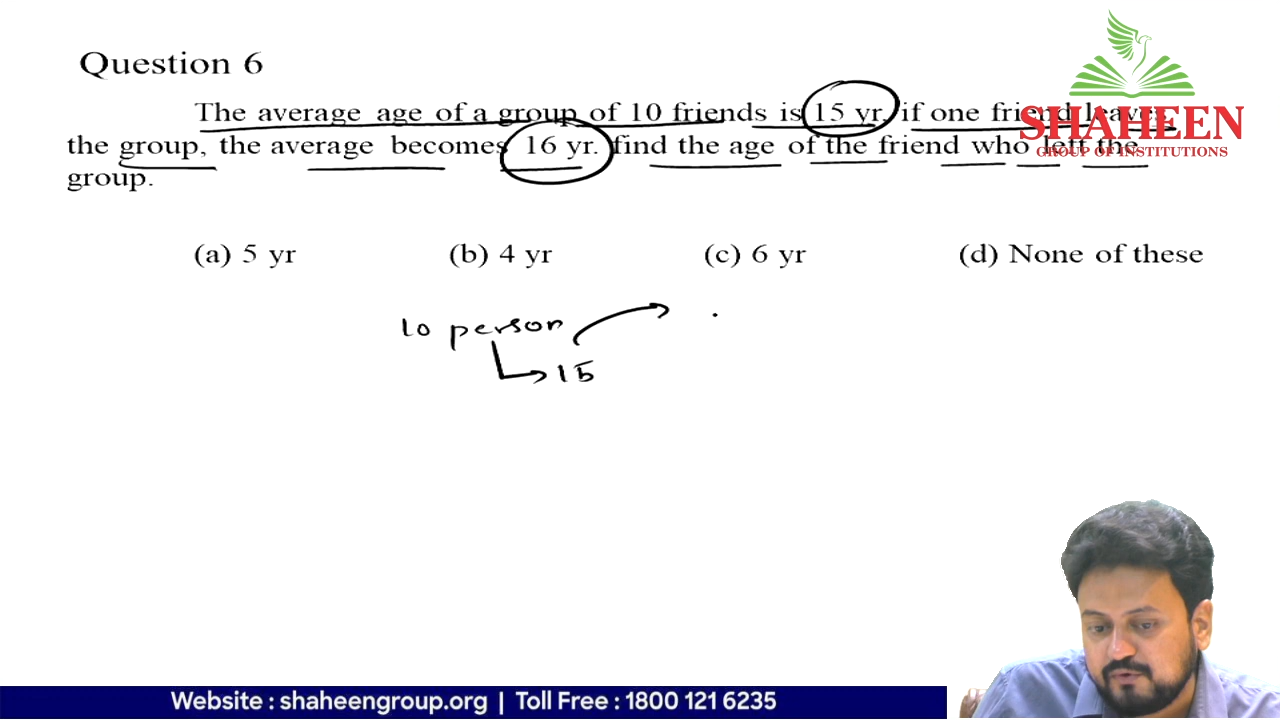 Question 6
SHAHEEN
GROUP OF INSTITUTIONS
The average age of a group of 10 friends is 15 yr. if one friend leaves
the group, the average becomes 16 yr. find the age of the friend who left the
group.
(a) 5 yr (b) 4 yr (c) 6 yr (d) None of these
10 person
15
Website : shaheengroup.org | Toll Free : 1800 121 6235